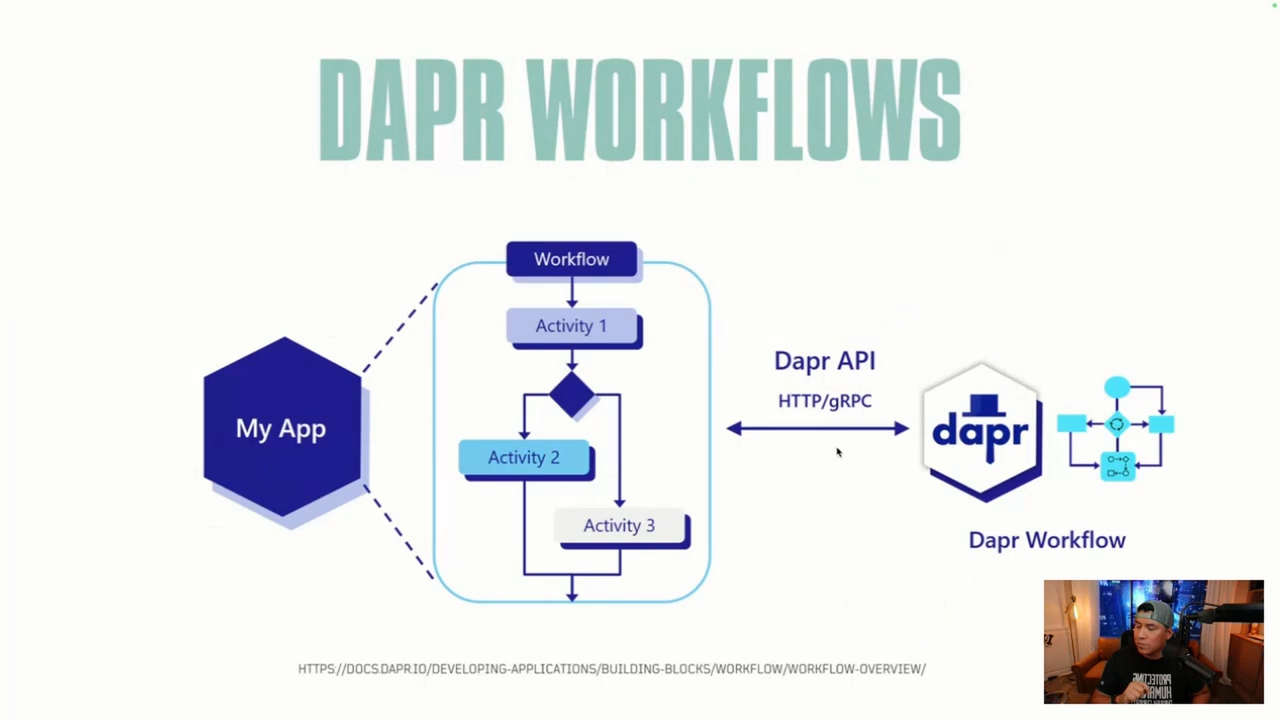 DAPR WORKFLOWS
Workflow
Activity 1
Activity 2
Activity 3
My App
Dapr API
HTTP/gRPC
dapr
Dapr Workflow
HTTPS://DOCS.DAPR.IO/DEVELOPING-APPLICATIONS/BUILDING-BLOCKS/WORKFLOW/WORKFLOW-OVERVIEW/
PROTECTING